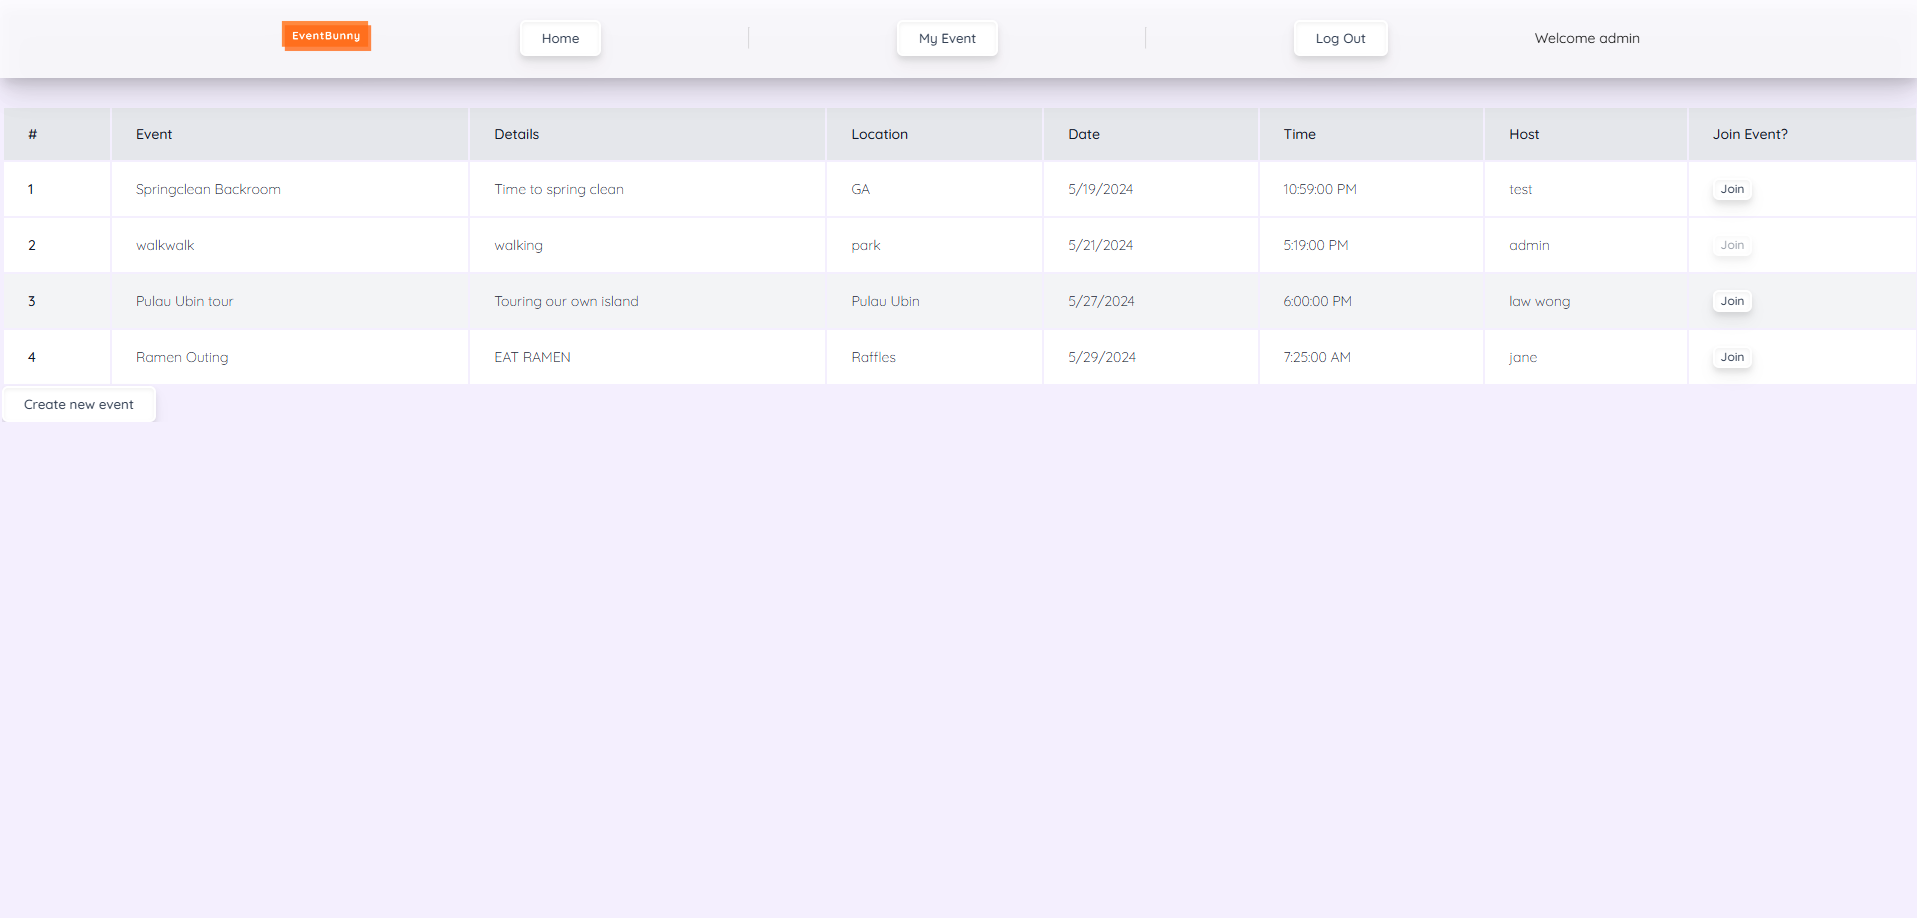 EventBunny Home My Event Log Out Welcome admin
# Event Details Location Date Time Host Join Event?
1 Springclean Backroom Time to spring clean GA 5/19/2024 10:59:00 PM test Join
2 walkwalk walking park 5/21/2024 5:19:00 PM admin Join
3 Pulau Ubin tour Touring our own island Pulau Ubin 5/27/2024 6:00:00 PM law wong Join
4 Ramen Outing EAT RAMEN Raffles 5/29/2024 7:25:00 AM jane Join
Create new event